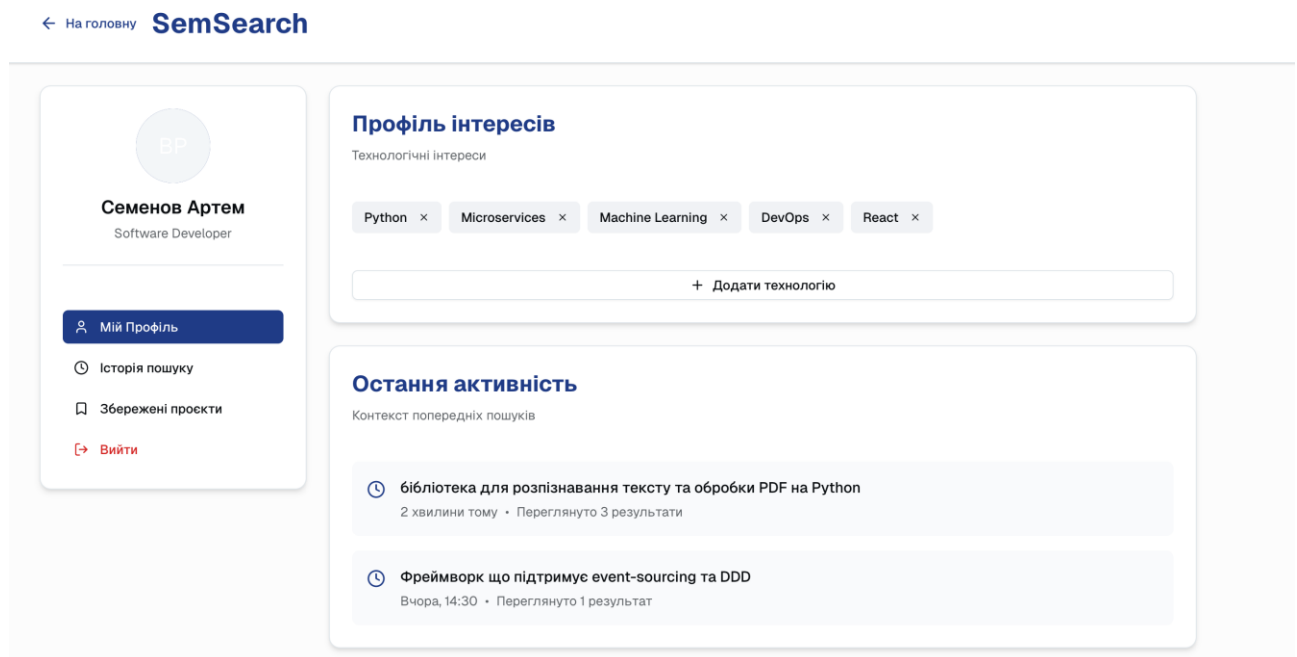 ← На головну SemSearch
ВР
Семенов Артем
Software Developer
Мій Профіль
Історія пошуку
Збережені проєкти
Вийти
Профіль інтересів
Технологічні інтереси
Python × Microservices × Machine Learning × DevOps × React ×
+ Додати технологію
Остання активність
Контекст попередніх пошуків
бібліотека для розпізнавання тексту та обробки PDF на Python
2 хвилини тому • Переглянуто 3 результати
Фреймворк що підтримує event-sourcing та DDD
Вчора, 14:30 • Переглянуто 1 результат